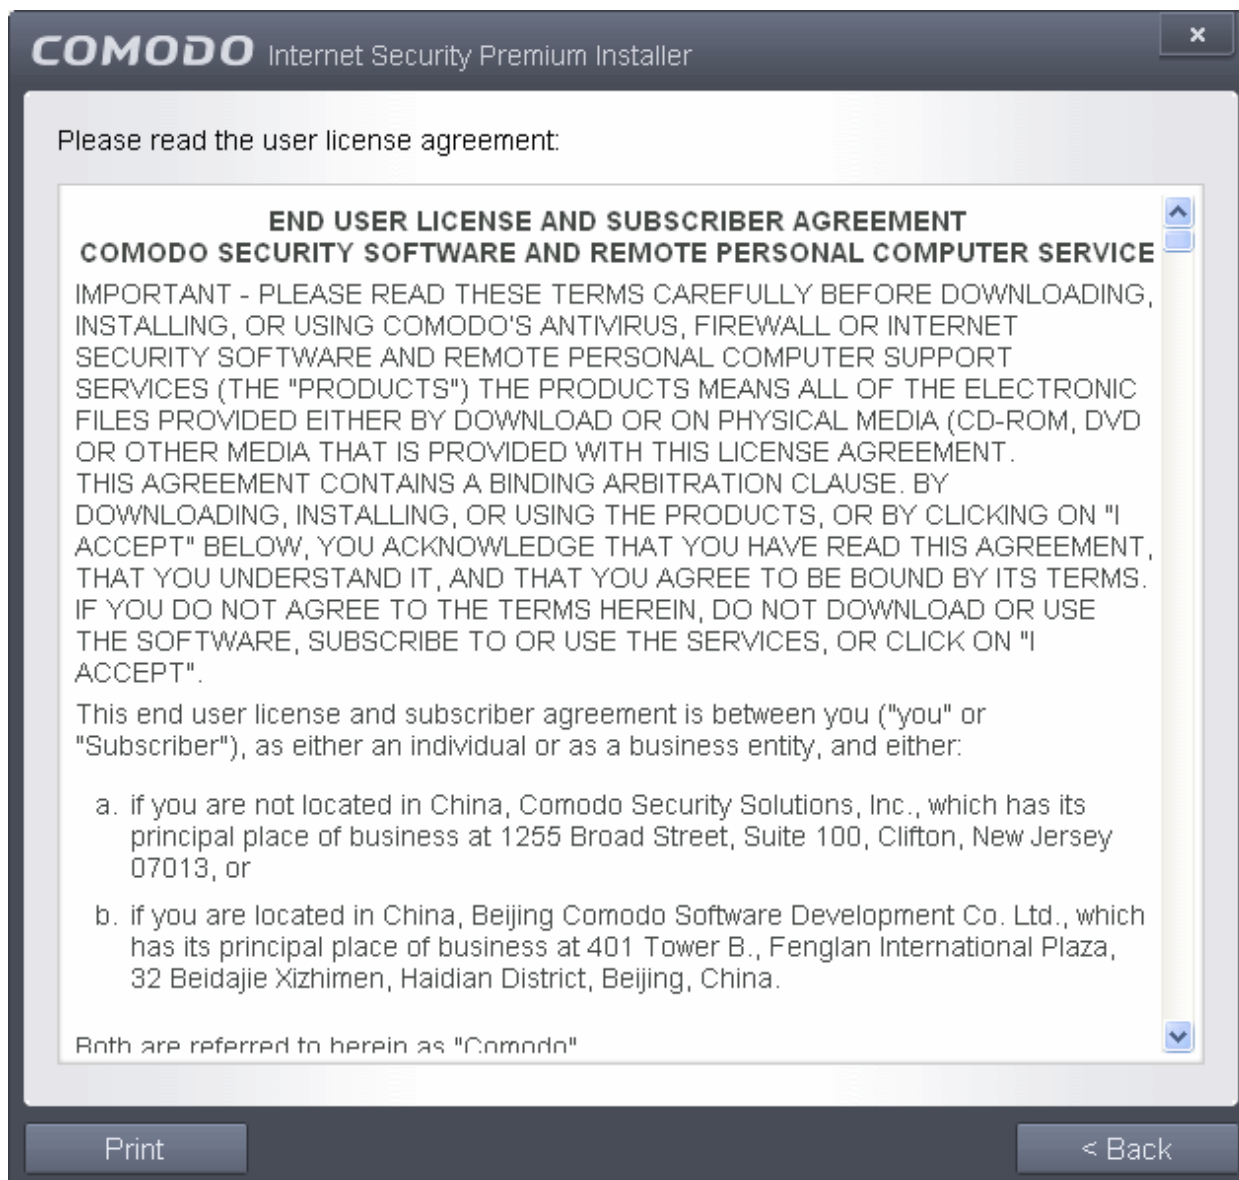 COMODO Internet Security Premium Installer
×
Please read the user license agreement:
END USER LICENSE AND SUBSCRIBER AGREEMENT
COMODO SECURITY SOFTWARE AND REMOTE PERSONAL COMPUTER SERVICE
IMPORTANT - PLEASE READ THESE TERMS CAREFULLY BEFORE DOWNLOADING,
INSTALLING, OR USING COMODO'S ANTIVIRUS, FIREWALL OR INTERNET
SECURITY SOFTWARE AND REMOTE PERSONAL COMPUTER SUPPORT
SERVICES (THE "PRODUCTS") THE PRODUCTS MEANS ALL OF THE ELECTRONIC
FILES PROVIDED EITHER BY DOWNLOAD OR ON PHYSICAL MEDIA (CD-ROM, DVD
OR OTHER MEDIA THAT IS PROVIDED WITH THIS LICENSE AGREEMENT.
THIS AGREEMENT CONTAINS A BINDING ARBITRATION CLAUSE. BY
DOWNLOADING, INSTALLING, OR USING THE PRODUCTS, OR BY CLICKING ON "I
ACCEPT" BELOW, YOU ACKNOWLEDGE THAT YOU HAVE READ THIS AGREEMENT,
THAT YOU UNDERSTAND IT, AND THAT YOU AGREE TO BE BOUND BY ITS TERMS.
IF YOU DO NOT AGREE TO THE TERMS HEREIN, DO NOT DOWNLOAD OR USE
THE SOFTWARE, SUBSCRIBE TO OR USE THE SERVICES, OR CLICK ON "I
ACCEPT".
This end user license and subscriber agreement is between you ("you" or
"Subscriber"), as either an individual or as a business entity, and either:
a. if you are not located in China, Comodo Security Solutions, Inc., which has its
principal place of business at 1255 Broad Street, Suite 100, Clifton, New Jersey
07013, or
b. if you are located in China, Beijing Comodo Software Development Co. Ltd., which
has its principal place of business at 401 Tower B., Fenglan International Plaza,
32 Beidajie Xizhimen, Haidian District, Beijing, China.
Both are referred to herein as "Comodo"
Print
< Back